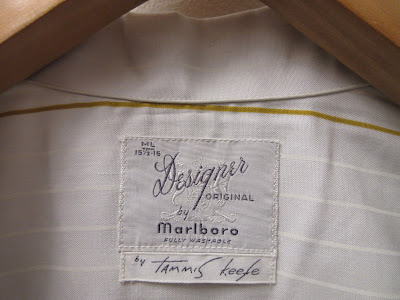 ML
15½-16
Designer
ORIGINAL
by
Marlboro
FULLY WASHABLE
by TAMMIS Keefe